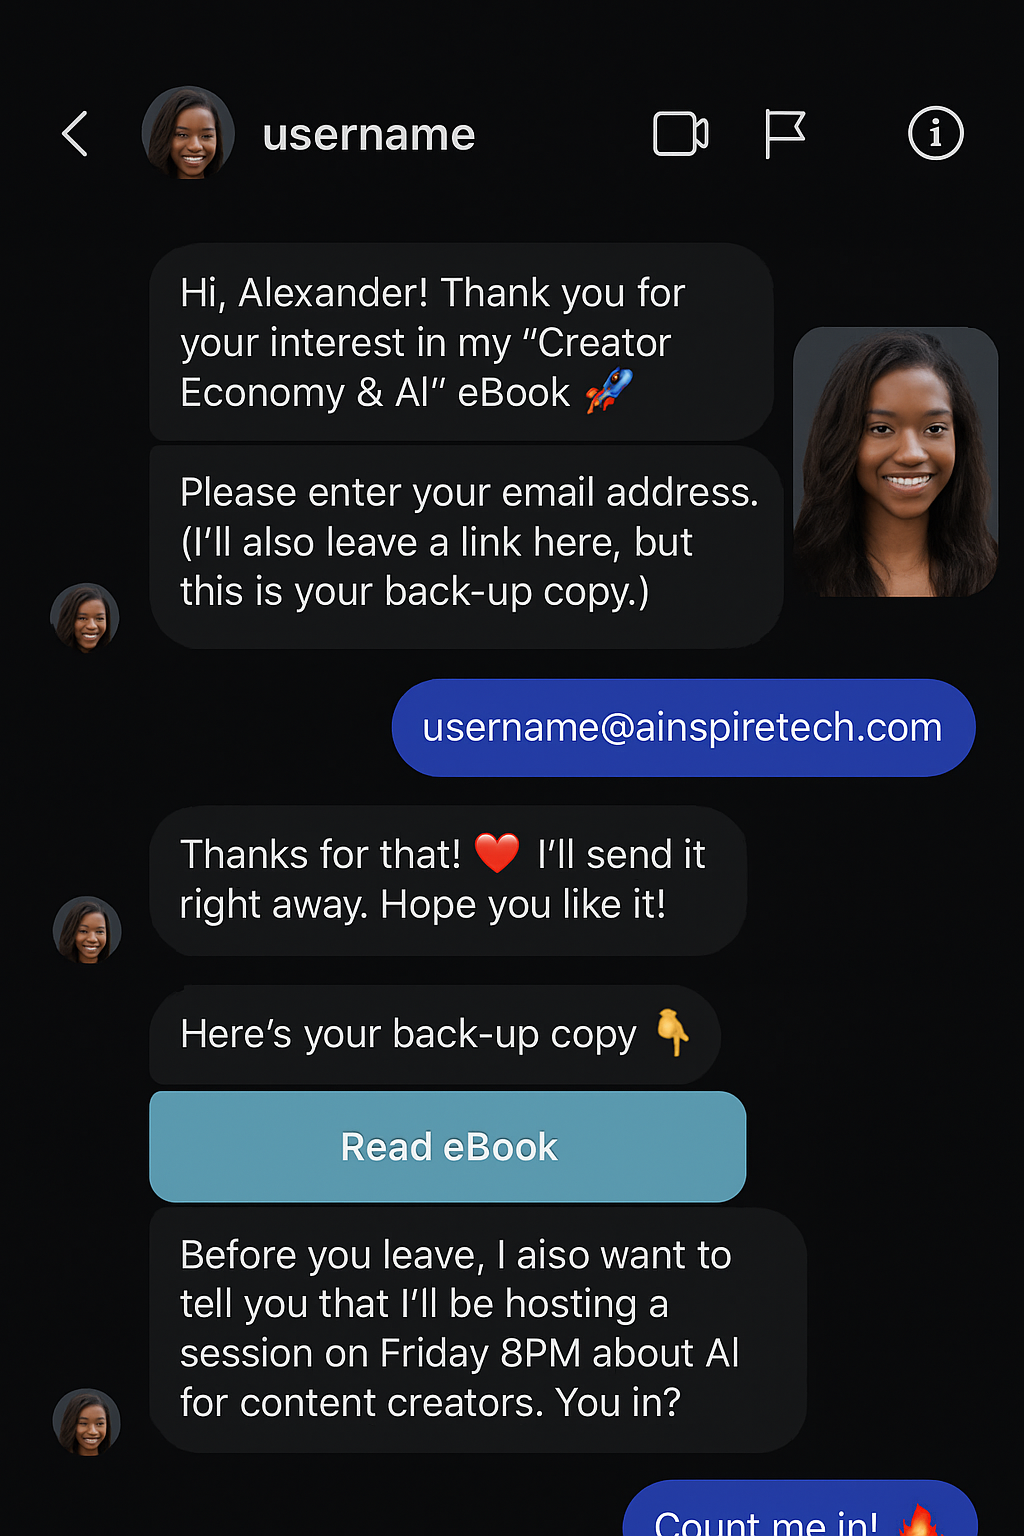 username
Hi, Alexander! Thank you for
your interest in my “Creator
Economy & AI” eBook 🚀
Please enter your email address.
(I’ll also leave a link here, but
this is your back-up copy.)
username@ainspiretech.com
Thanks for that! ❤️ I’ll send it
right away. Hope you like it!
Here’s your back-up copy 👇
Read eBook
Before you leave, I aiso want to
tell you that I’ll be hosting a
session on Friday 8PM about AI
for content creators. You in?
Count me in! 🔥